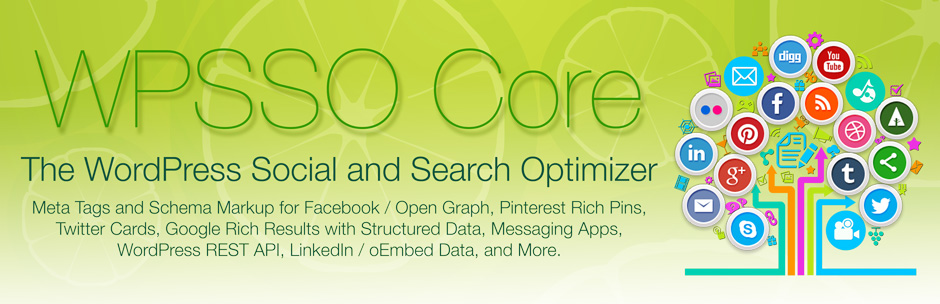 WPSSO Core
The WordPress Social and Search Optimizer
Meta Tags and Schema Markup for Facebook / Open Graph, Pinterest Rich Pins,
Twitter Cards, Google Rich Results with Structured Data, Messaging Apps,
WordPress REST API, LinkedIn / oEmbed Data, and More.
digg
You
Tube
f
in
g+
t
S